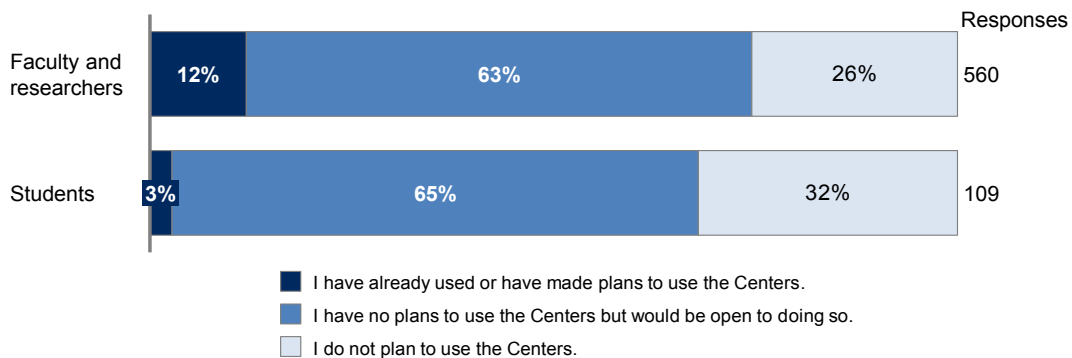 Responses
Faculty and
researchers
12% 63% 26% 560
Students 3% 65% 32% 109
I have already used or have made plans to use the Centers.
I have no plans to use the Centers but would be open to doing so.
I do not plan to use the Centers.